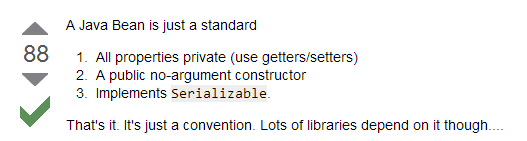 A Java Bean is just a standard
88
1. All properties private (use getters/setters)
2. A public no-argument constructor
3. Implements Serializable.
That's it. It's just a convention. Lots of libraries depend on it though....